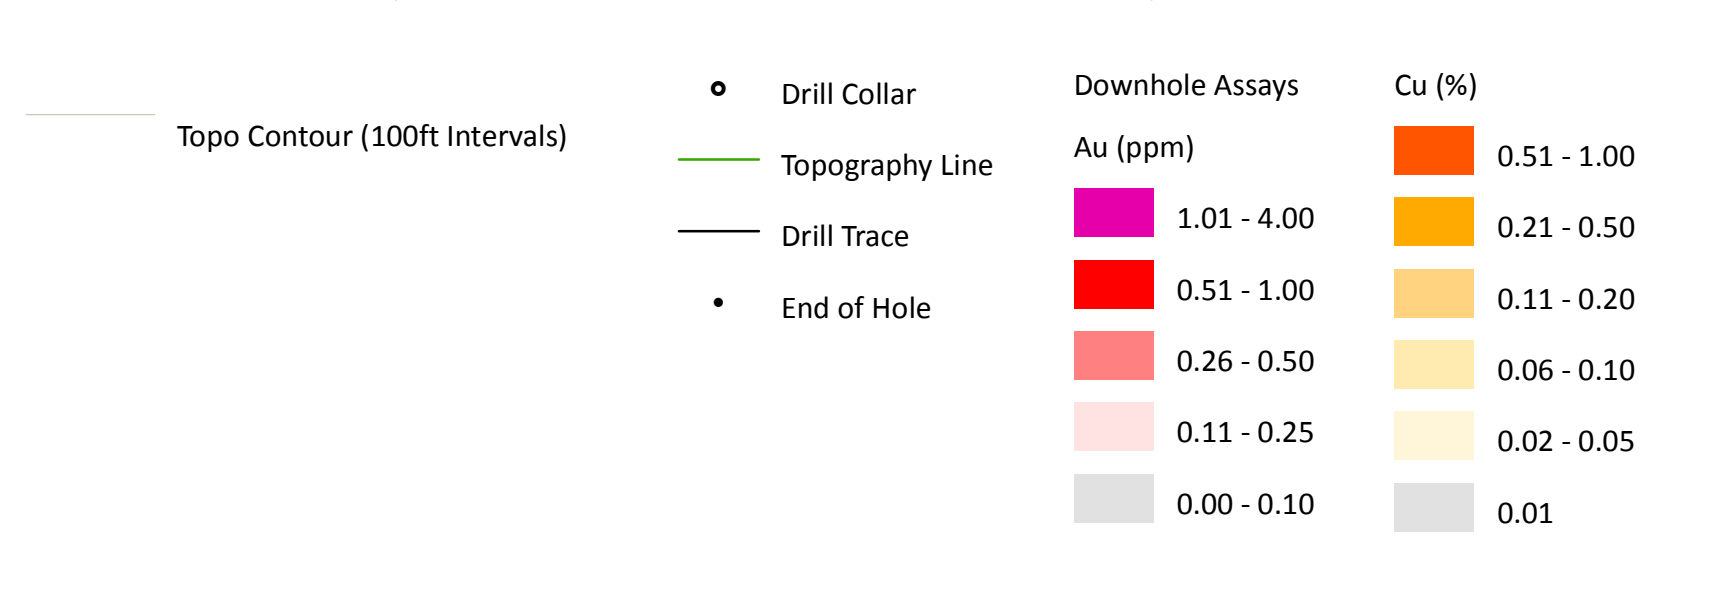 Topo Contour (100ft Intervals)
Drill Collar
Topography Line
Drill Trace
End of Hole
Downhole Assays
Au (ppm)
1.01 - 4.00
0.51 - 1.00
0.26 - 0.50
0.11 - 0.25
0.00 - 0.10
Cu (%)
0.51 - 1.00
0.21 - 0.50
0.11 - 0.20
0.06 - 0.10
0.02 - 0.05
0.01